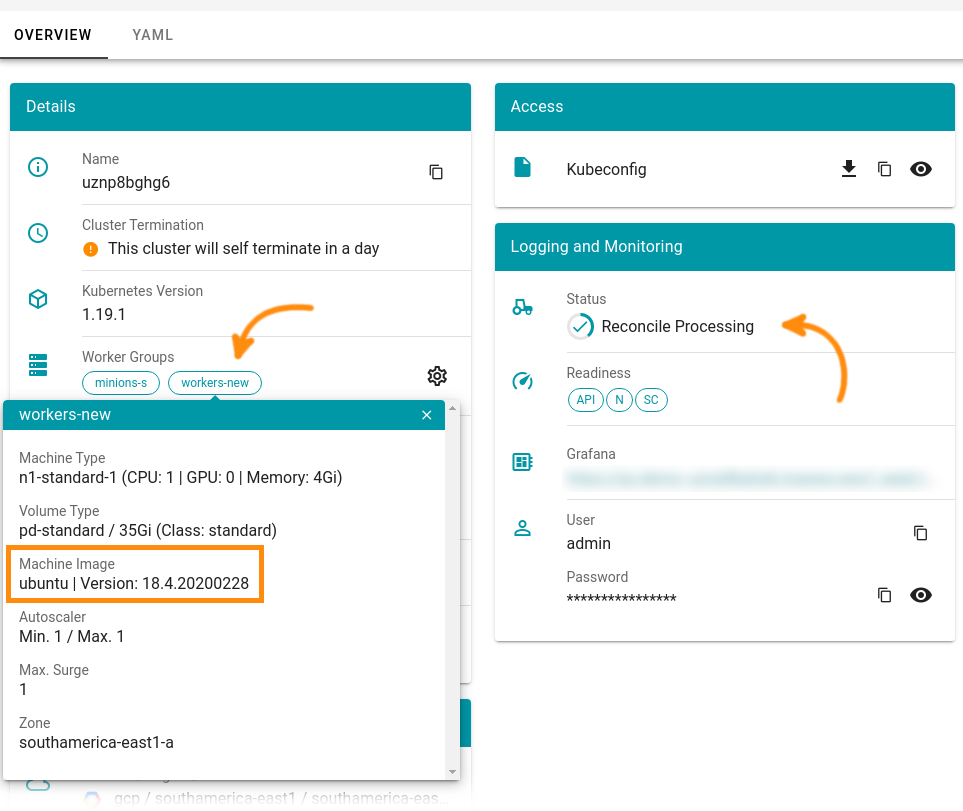 OVERVIEW
YAML
Details
Name
uznp8bghg6
Cluster Termination
This cluster will self terminate in a day
Kubernetes Version
1.19.1
Worker Groups
minions-s
workers-new
workers-new
Machine Type
n1-standard-1 (CPU: 1 | GPU: 0 | Memory: 4Gi)
Volume Type
pd-standard / 35Gi (Class: standard)
Machine Image
ubuntu | Version: 18.4.20200228
Autoscaler
Min. 1 / Max. 1
Max. Surge
1
Zone
southamerica-east1-a
gcp / southamerica-east1 / southamerica-eas...
Access
Kubeconfig
Logging and Monitoring
Status
Reconcile Processing
Readiness
API N SC
Grafana
User
admin
Password
****************